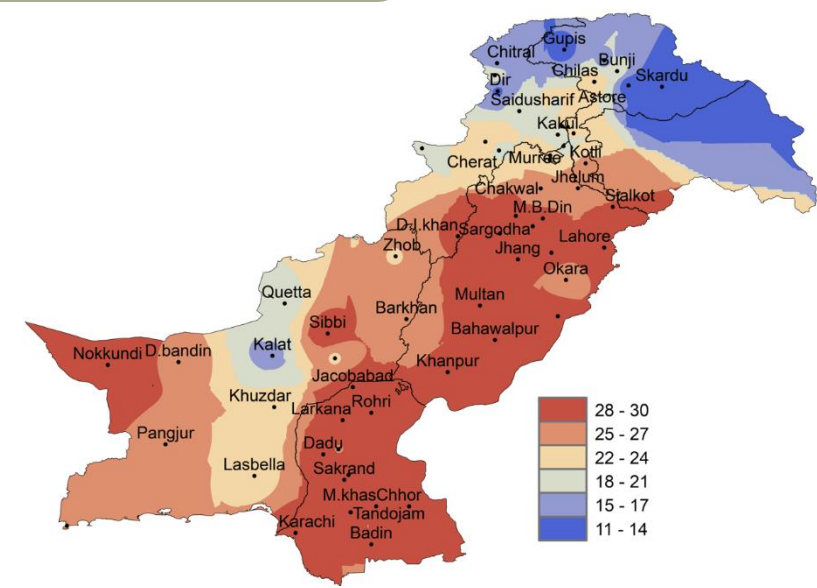 Gupis
Chitral
Bunji
Chilas
Skardu
Dir
Saidusharif Astore
Kakul
Cherat Murree Kotli
Jhelum
Chakwal
Sialkot
M.B.Din
D.I.khan Sargodha
Lahore
Zhob
Jhang
Okara
Quetta
Multan
Barkhan
Sibbi
Bahawalpur
Kalat
Nokkundi D.bandin
Khanpur
Jacobabad
Khuzdar
Rohri
Larkana
Pangjur
Dadu
Lasbella
Sakrand
M.khasChhor
Tandojam
Karachi
Badin
28 - 30
25 - 27
22 - 24
18 - 21
15 - 17
11 - 14